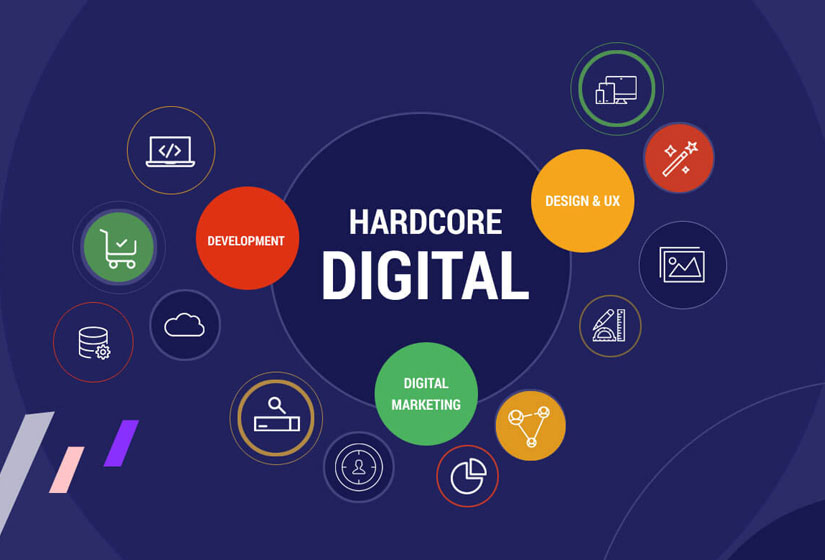 HARDCORE
DIGITAL
DEVELOPMENT
DESIGN & UX
DIGITAL
MARKETING